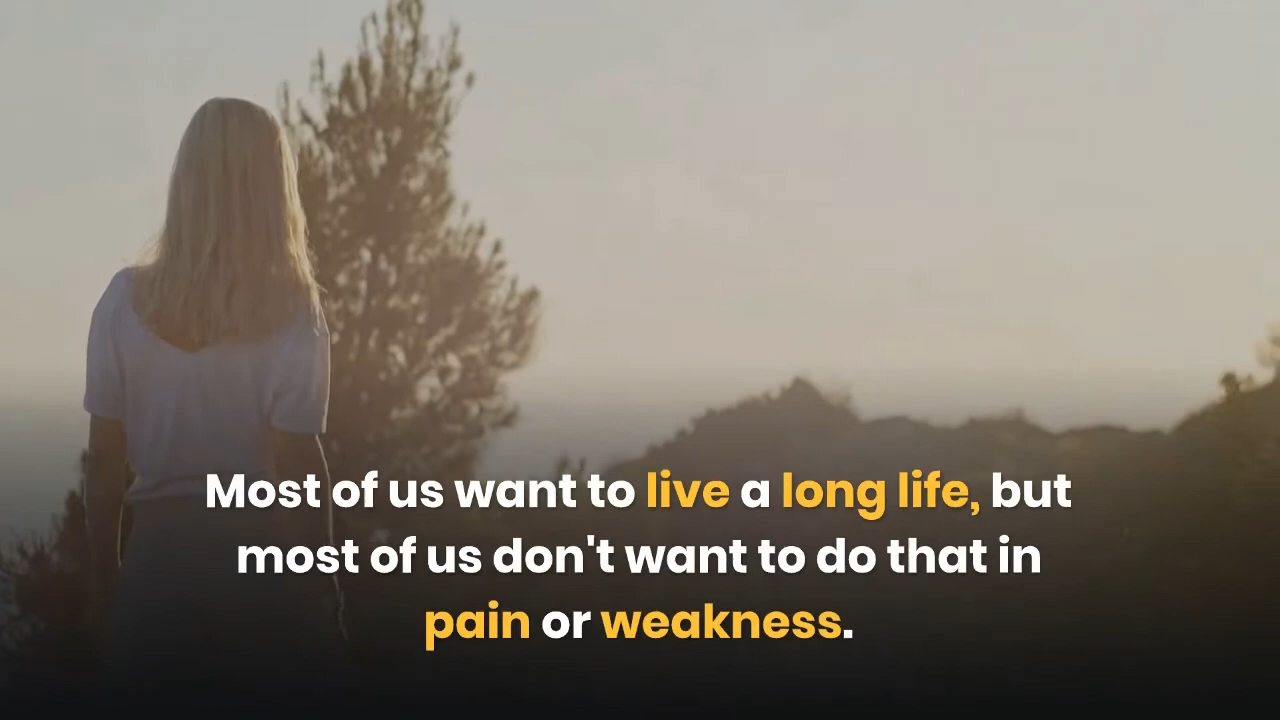 Most of us want to live a long life, but
most of us don't want to do that in
pain or weakness.